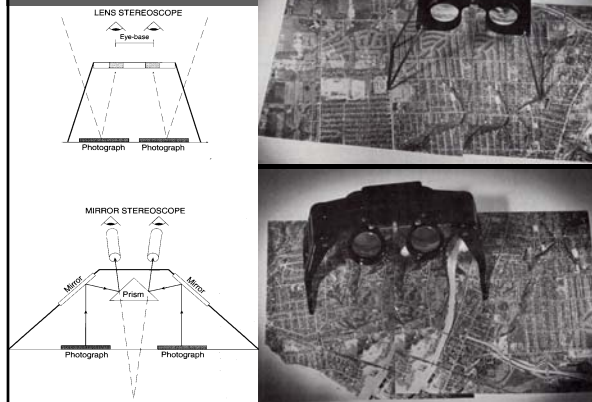 LENS STEREOSCOPE
Eye-base
Photograph Photograph
MIRROR STEREOSCOPE
Mirror Prism Mirror
Photograph Photograph